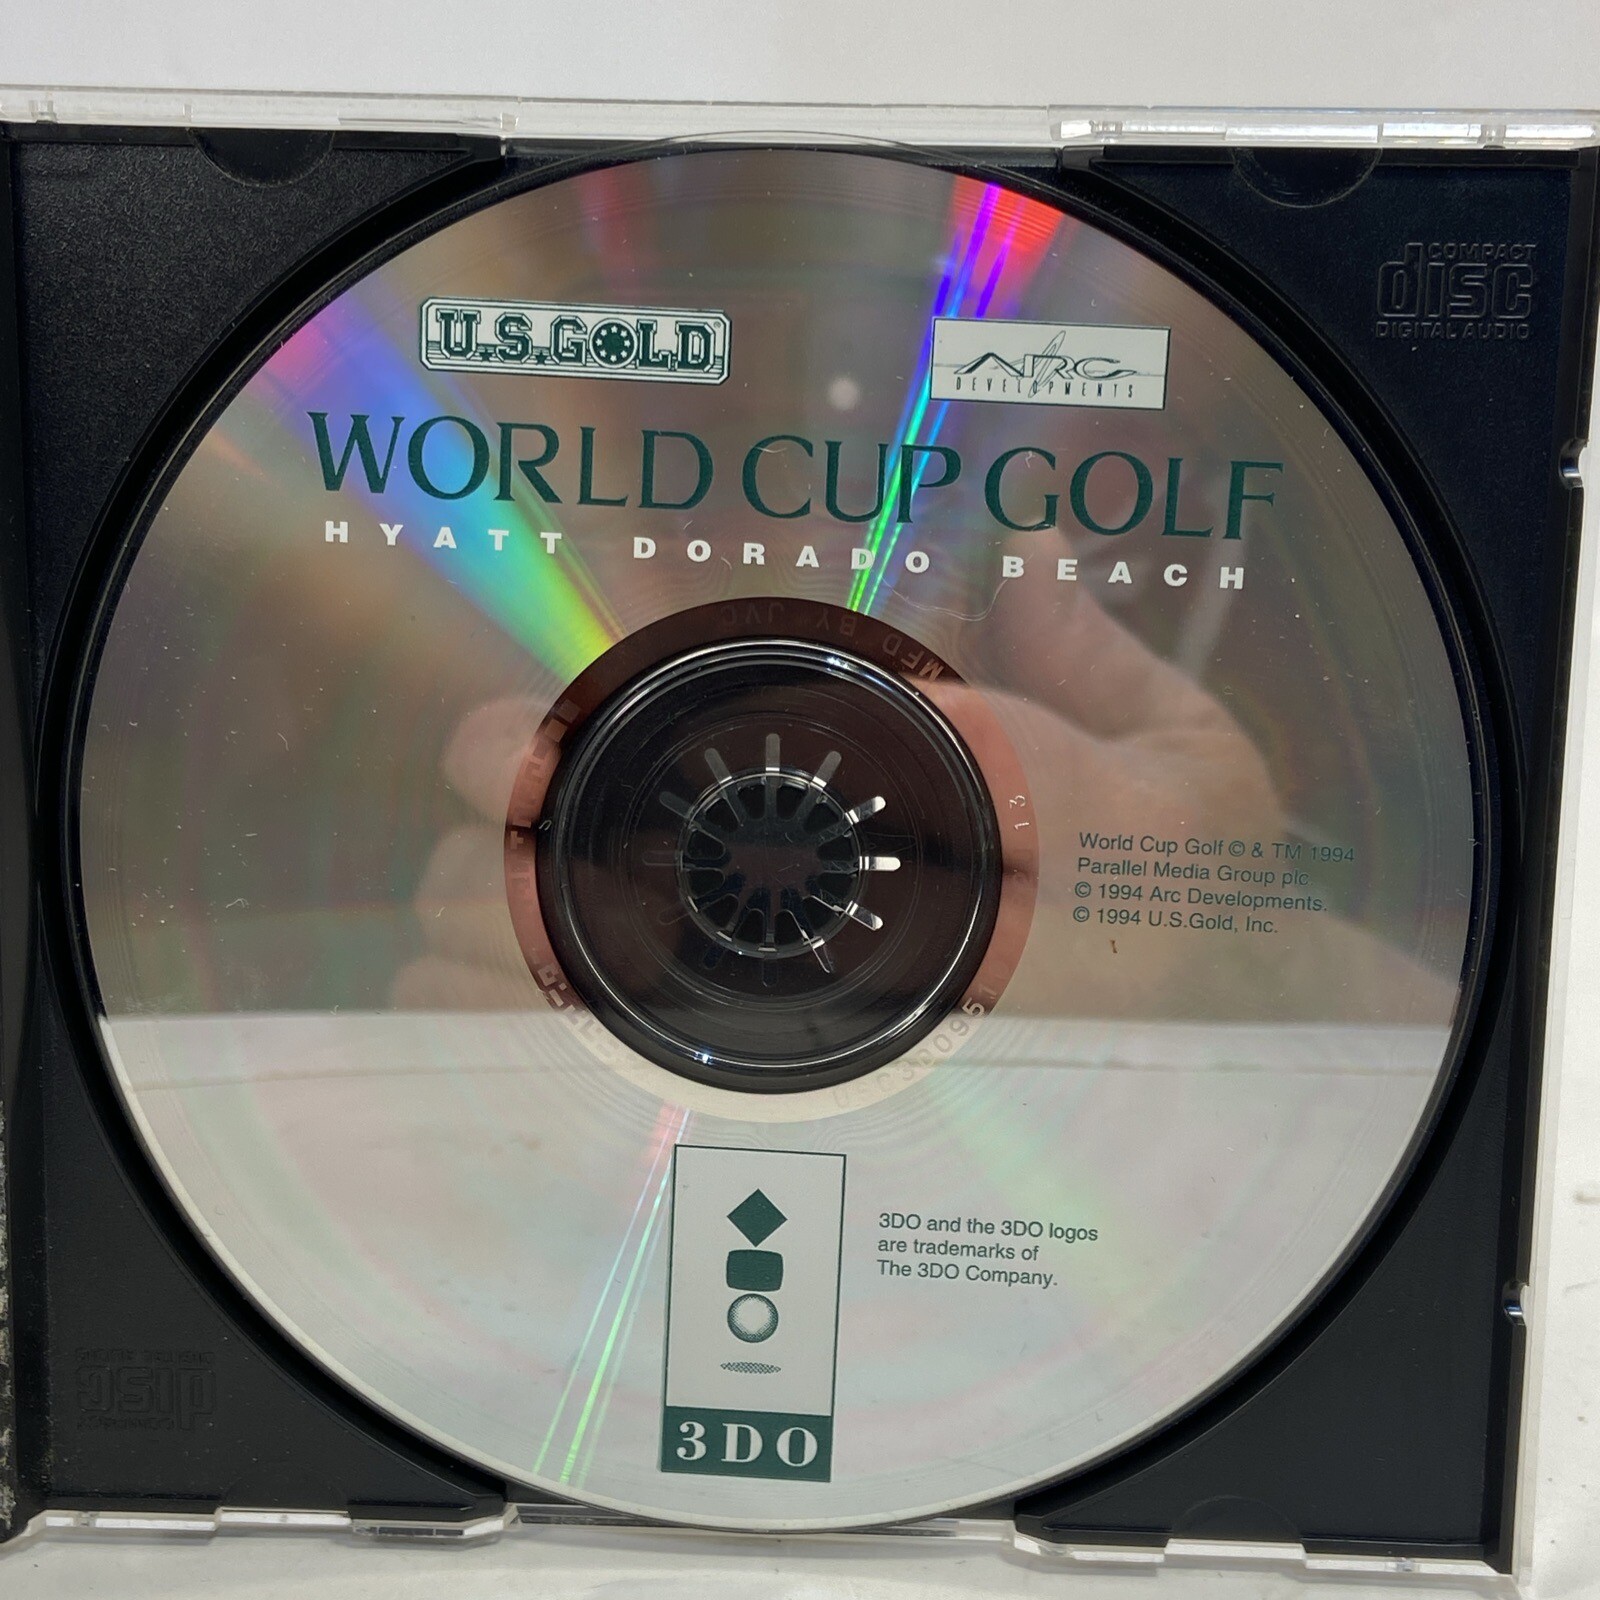 COMPACT
disc
DIGITAL AUDIO
U.S.GOLD®
ARC
DEVELOPMENTS
WORLD CUP GOLF
HYATT DORADO BEACH
MFD BY JVC
13
World Cup Golf © & TM 1994
Parallel Media Group plc
© 1994 Arc Developments.
© 1994 U.S.Gold, Inc.
3DO and the 3DO logos
are trademarks of
The 3DO Company.
3DO
disc